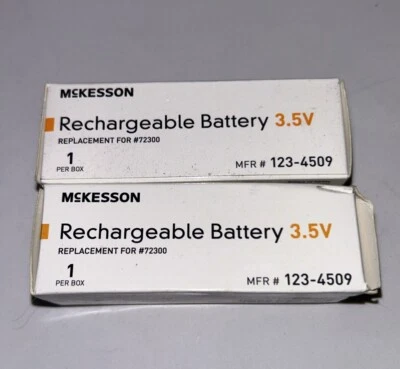 McKESSON
Rechargeable Battery 3.5V
REPLACEMENT FOR #72300
1
PER BOX
MFR # 123-4509
McKESSON
Rechargeable Battery 3.5V
REPLACEMENT FOR #72300
1
PER BOX
MFR # 123-4509